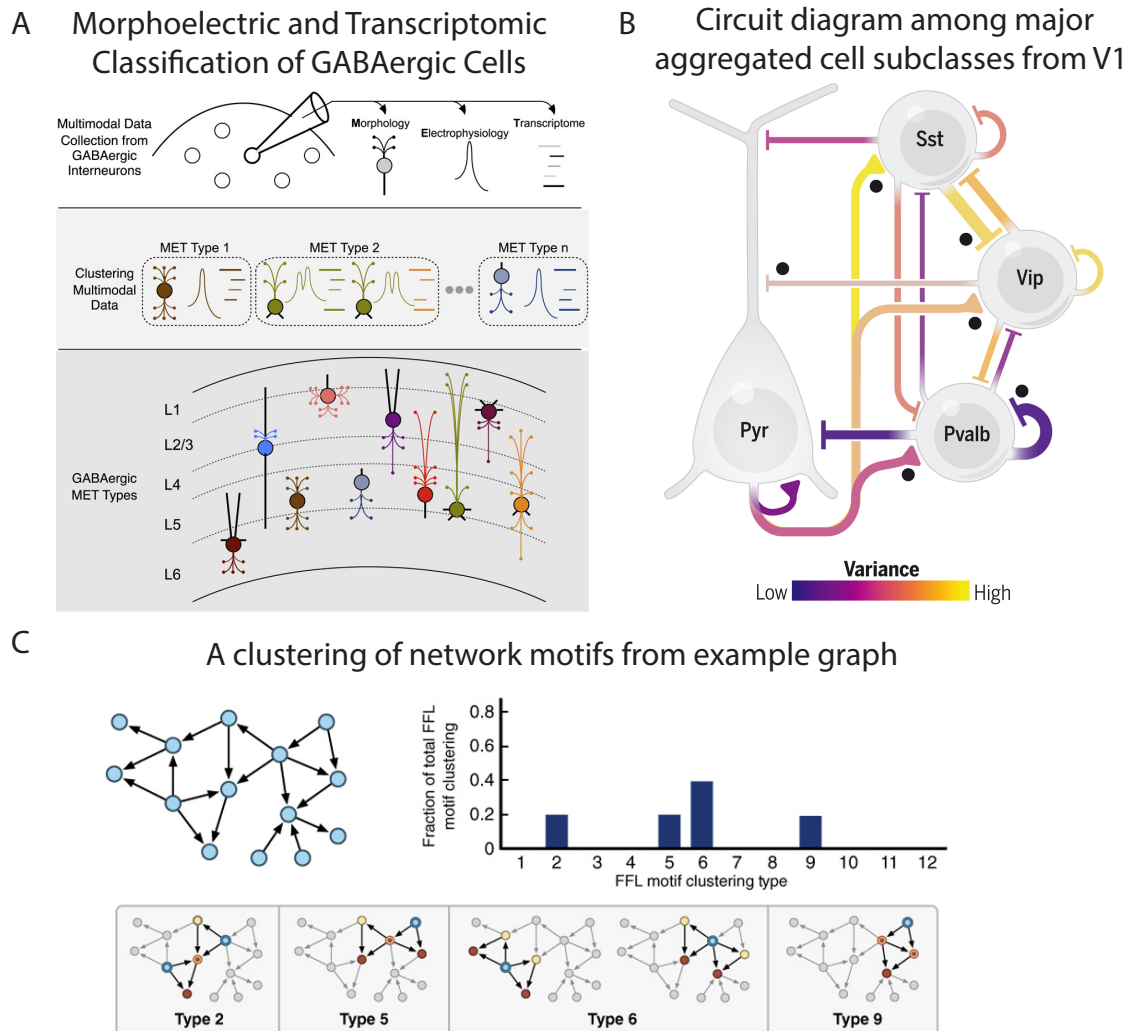 A
Morphoelectric and Transcriptomic
Classification of GABAergic Cells
Multimodal Data
Collection from
GABAergic
Interneurons
Morphology
Electrophysiology
Transcriptome
MET Type 1
MET Type 2
MET Type n
Clustering
Multimodal
Data
L1
L2/3
L4
L5
L6
GABAergic
MET Types
B
Circuit diagram among major
aggregated cell subclasses from V1
Sst
Vip
Pyr
Pvalb
Variance
Low
High
C
A clustering of network motifs from example graph
Fraction of total FFL
motif clustering
0.8
0.6
0.4
0.2
0
1 2 3 4 5 6 7 8 9 10 11 12
FFL motif clustering type
Type 2
Type 5
Type 6
Type 9